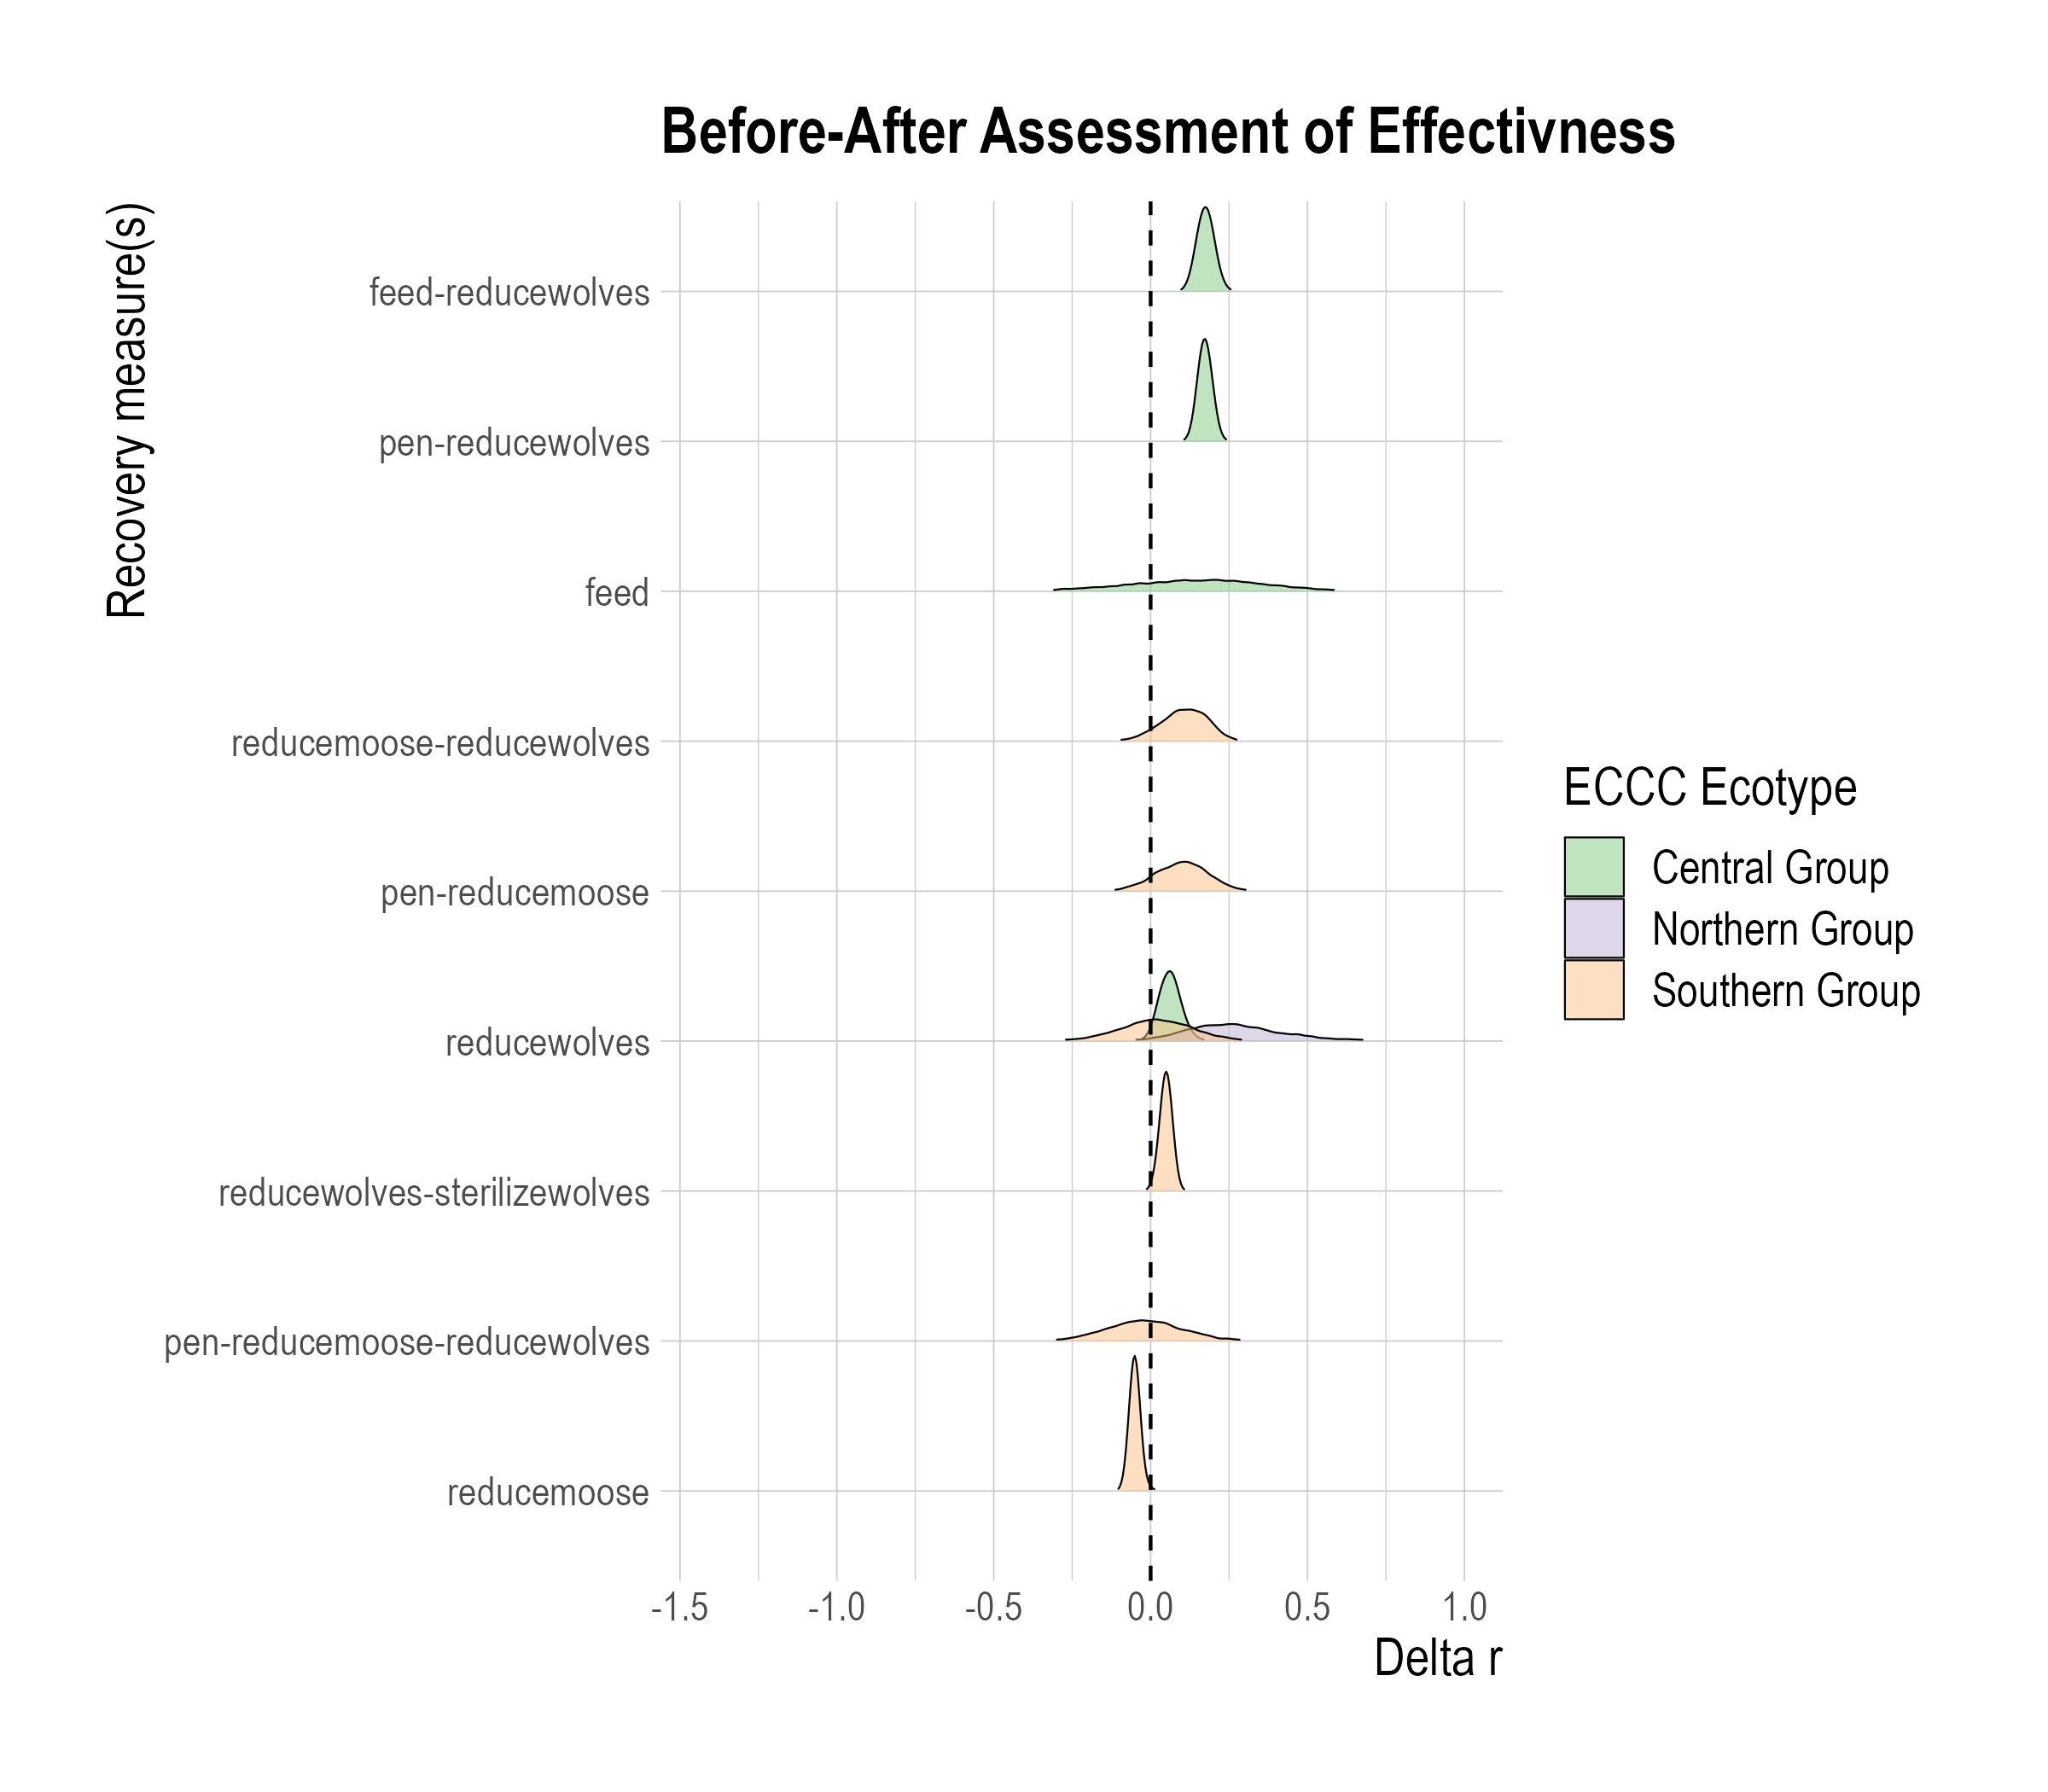 Before-After Assessment of Effectivness
Recovery measure(s)
feed-reducewolves
pen-reducewolves
feed
reducemoose-reducewolves
pen-reducemoose
reducewolves
reducewolves-sterilizewolves
pen-reducemoose-reducewolves
reducemoose
-1.5 -1.0 -0.5 0.0 0.5 1.0
Delta r
ECCC Ecotype
Central Group
Northern Group
Southern Group